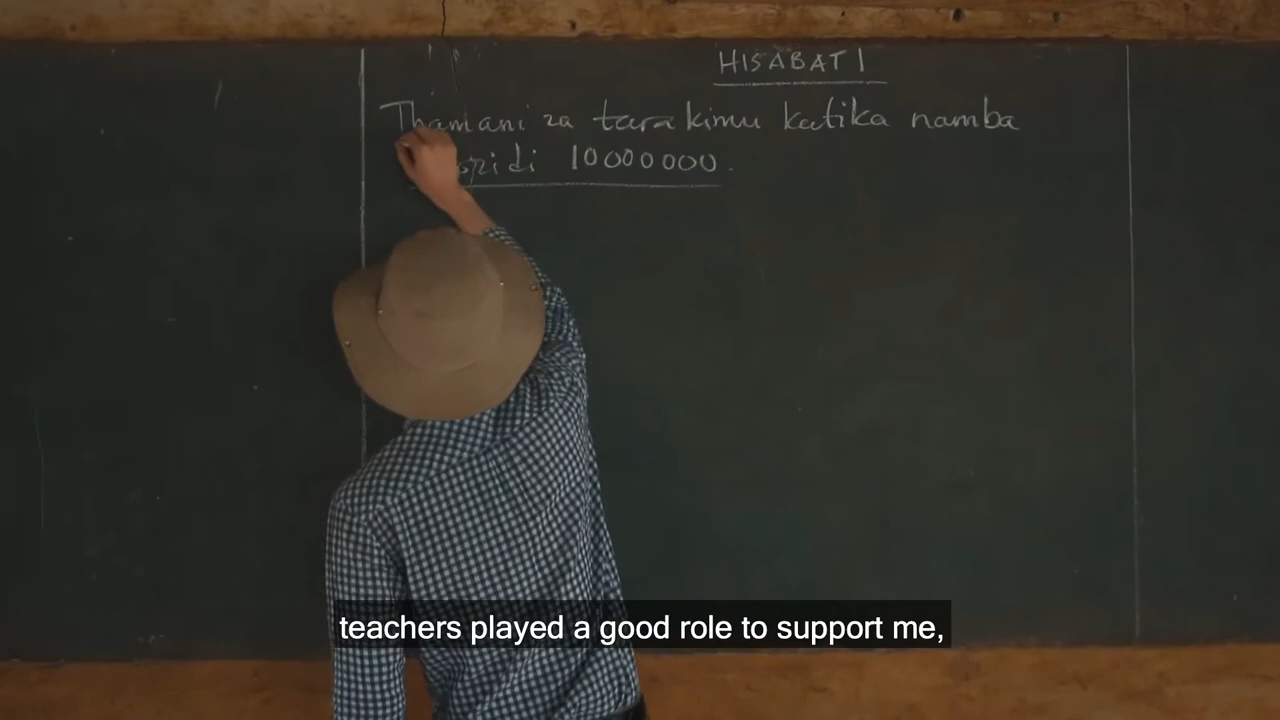 HISABATI
Thamani za tarakimu katika namba
10000000.
teachers played a good role to support me,